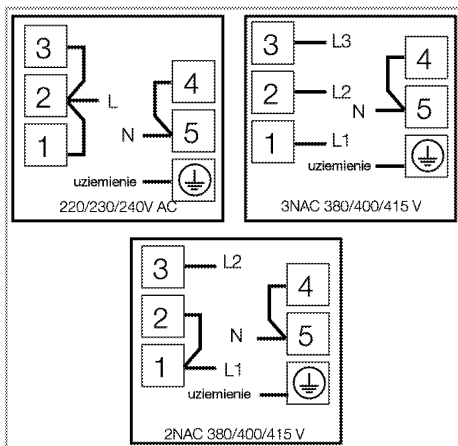 3
2
L
1
4
N
5
uziemienie
220/230/240V AC
3
L3
2
L2
1
L1
4
N
5
uziemienie
3NAC 380/400/415 V
3
L2
2
1
L1
4
N
5
uziemienie
2NAC 380/400/415 V